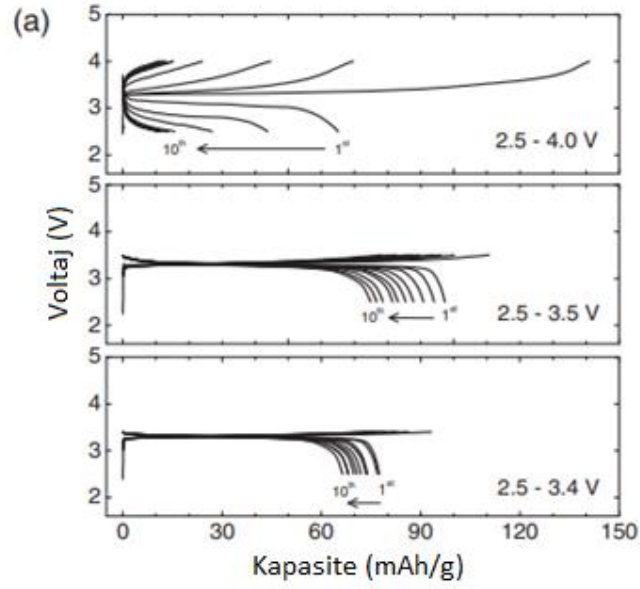 (a)
5
4
3
2
10th
1st
2.5 - 4.0 V
5
4
3
2
10th
1st
2.5 - 3.5 V
5
4
3
2
10th
1st
2.5 - 3.4 V
0 30 60 90 120 150
Voltaj (V)
Kapasite (mAh/g)